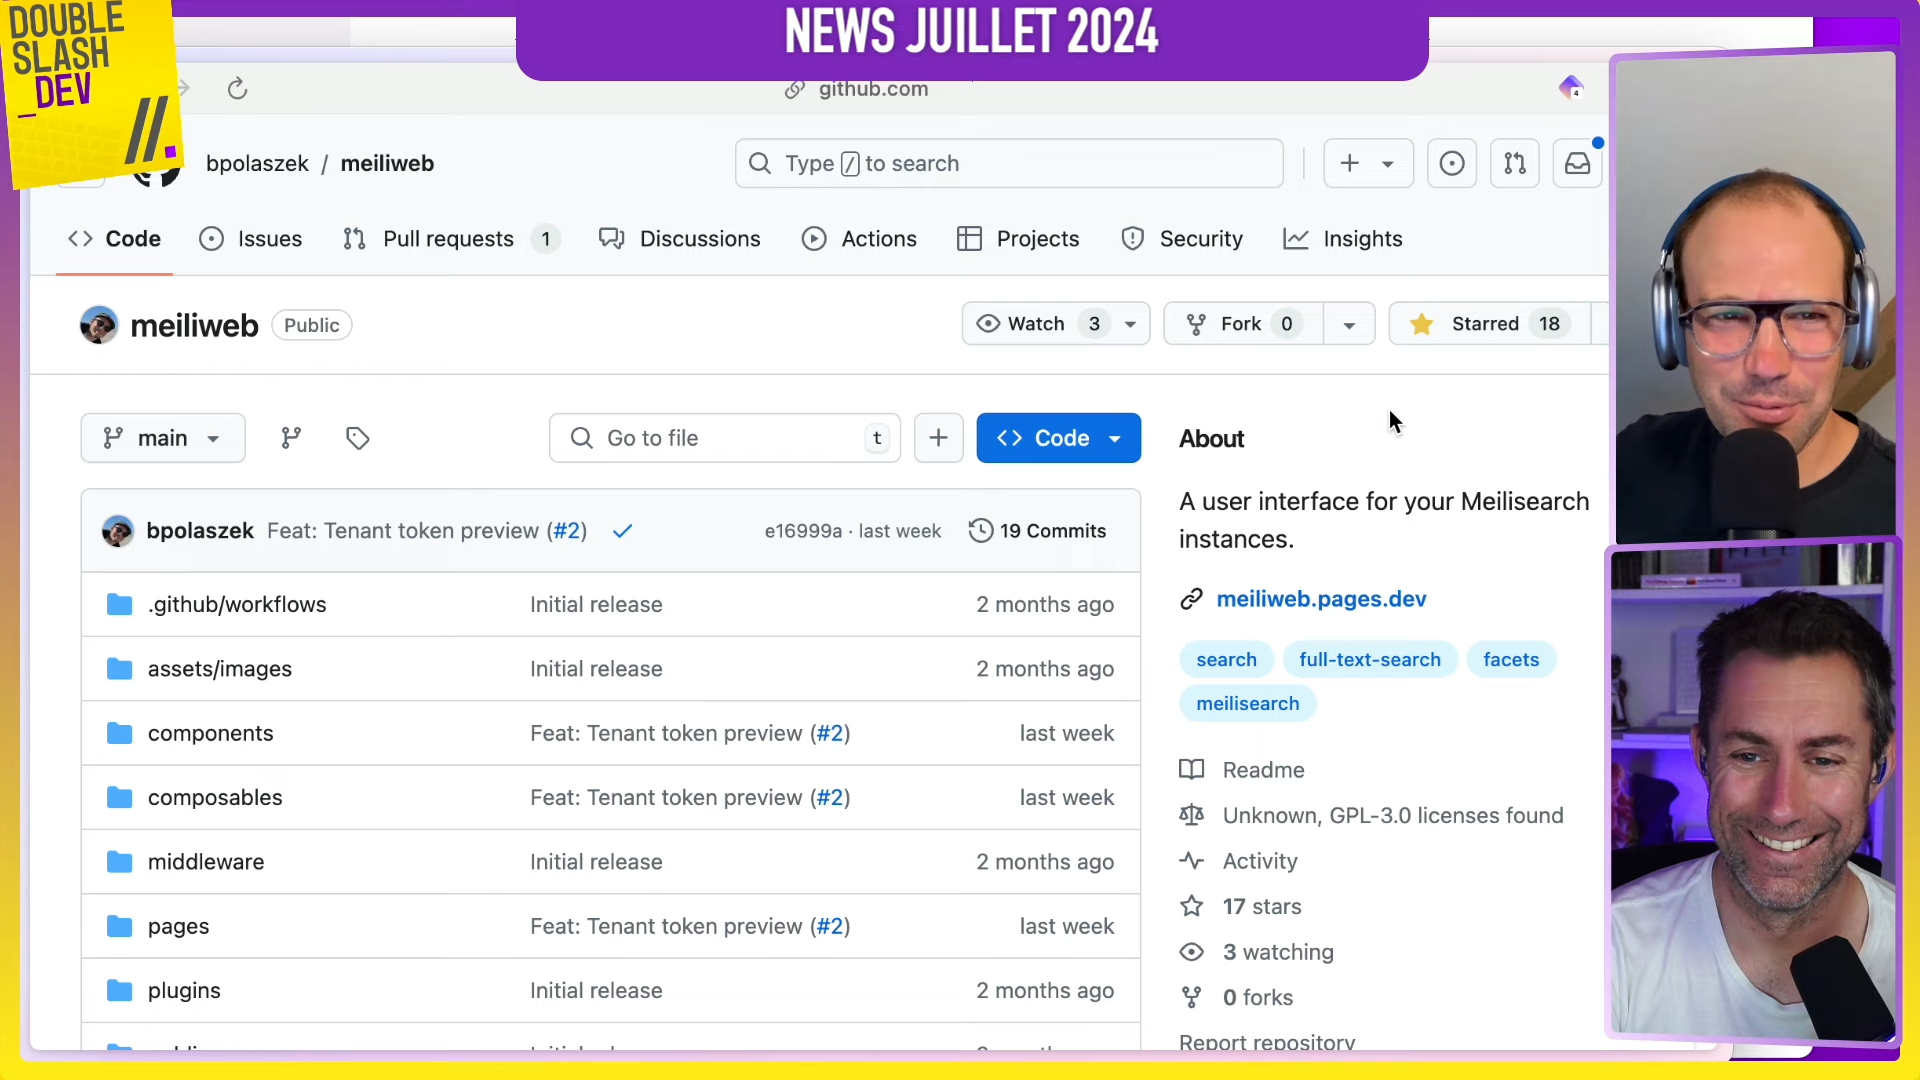 DOUBLE
SLASH
_DEV
//.
NEWS JUILLET 2024
github.com
4
bpolaszek / meiliweb
Type / to search
Code
Issues
Pull requests 1
Discussions
Actions
Projects
Security
Insights
meiliweb Public
Watch 3
Fork 0
Starred 18
main
Go to file t
Code
About
A user interface for your Meilisearch
instances.
meiliweb.pages.dev
search full-text-search facets
meilisearch
Readme
Unknown, GPL-3.0 licenses found
Activity
17 stars
3 watching
0 forks
Report repository
bpolaszek Feat: Tenant token preview (#2) e16999a · last week 19 Commits
.github/workflows Initial release 2 months ago
assets/images Initial release 2 months ago
components Feat: Tenant token preview (#2) last week
composables Feat: Tenant token preview (#2) last week
middleware Initial release 2 months ago
pages Feat: Tenant token preview (#2) last week
plugins Initial release 2 months ago